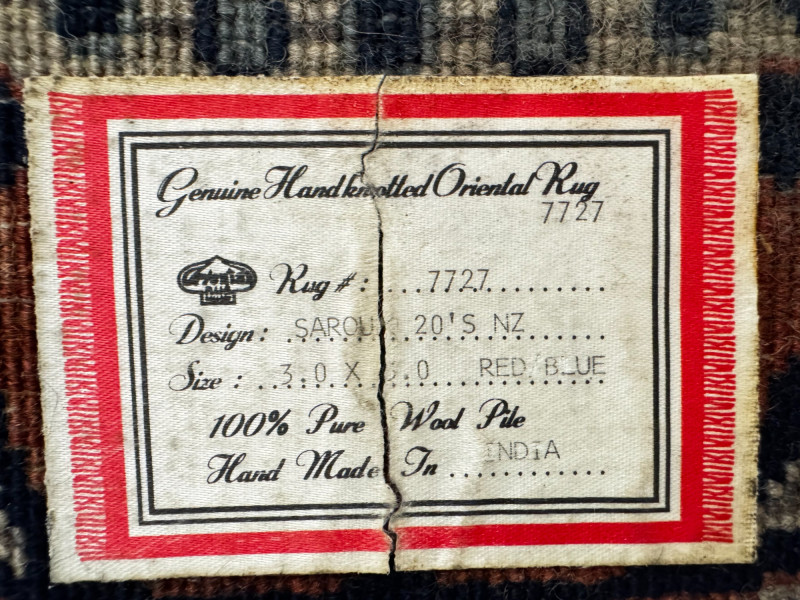 Genuine Handknotted Oriental Rug
7727
Rug #: ...7727..........
Design: SAROUK 20'S NZ
Size: 3.0 X .0 RED/BLUE
100% Pure Wool Pile
Hand Made In INDIA